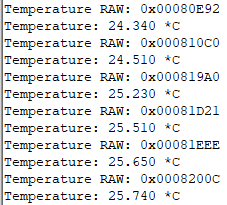 Temperature RAW: 0x00080E92
Temperature: 24.340 *C
Temperature RAW: 0x000810C0
Temperature: 24.510 *C
Temperature RAW: 0x000819A0
Temperature: 25.230 *C
Temperature RAW: 0x00081D21
Temperature: 25.510 *C
Temperature RAW: 0x00081EEE
Temperature: 25.650 *C
Temperature RAW: 0x0008200C
Temperature: 25.740 *C